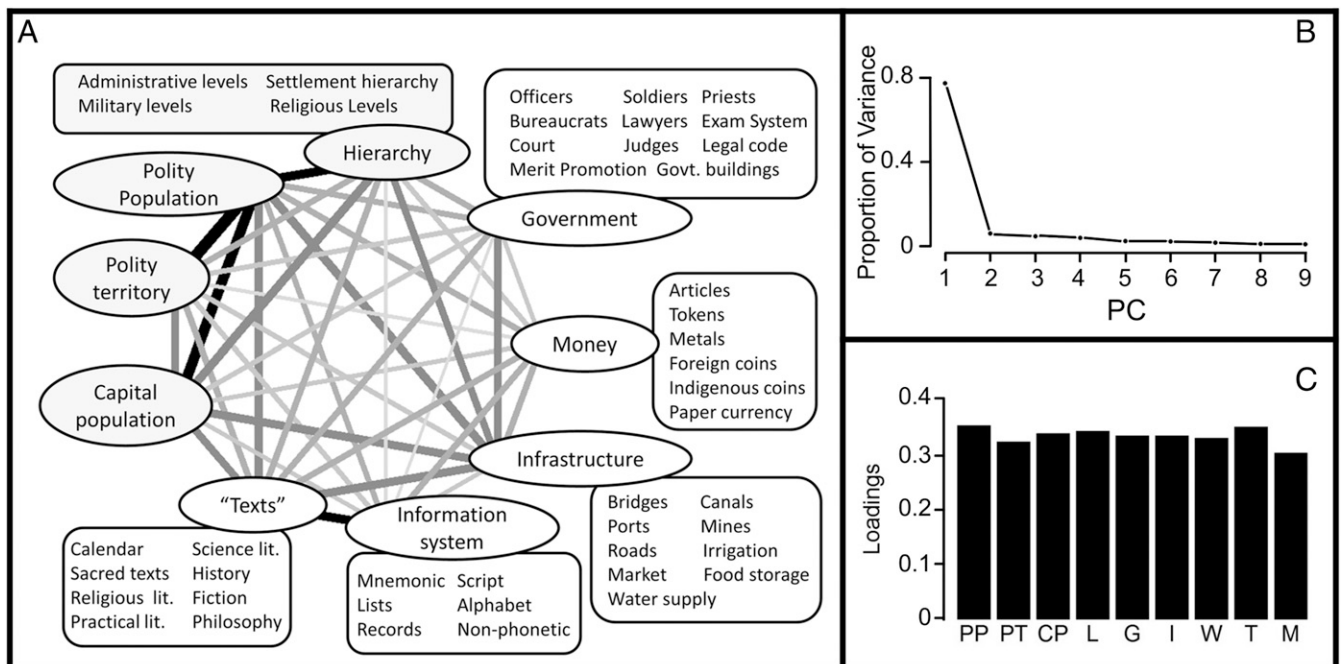 A
Administrative levels Settlement hierarchy
Military levels Religious Levels
Hierarchy
Polity
Population
Polity
territory
Capital
population
Officers Soldiers Priests
Bureaucrats Lawyers Exam System
Court Judges Legal code
Merit Promotion Govt. buildings
Government
Money
Articles
Tokens
Metals
Foreign coins
Indigenous coins
Paper currency
Infrastructure
Bridges Canals
Ports Mines
Roads Irrigation
Market Food storage
Water supply
"Texts"
Calendar Science lit.
Sacred texts History
Religious lit. Fiction
Practical lit. Philosophy
Information
system
Mnemonic Script
Lists Alphabet
Records Non-phonetic
B
Proportion of Variance
0.8
0.4
0
1 2 3 4 5 6 7 8 9
PC
C
Loadings
0.4
0.3
0.2
0.1
0
PP PT CP L G I W T M